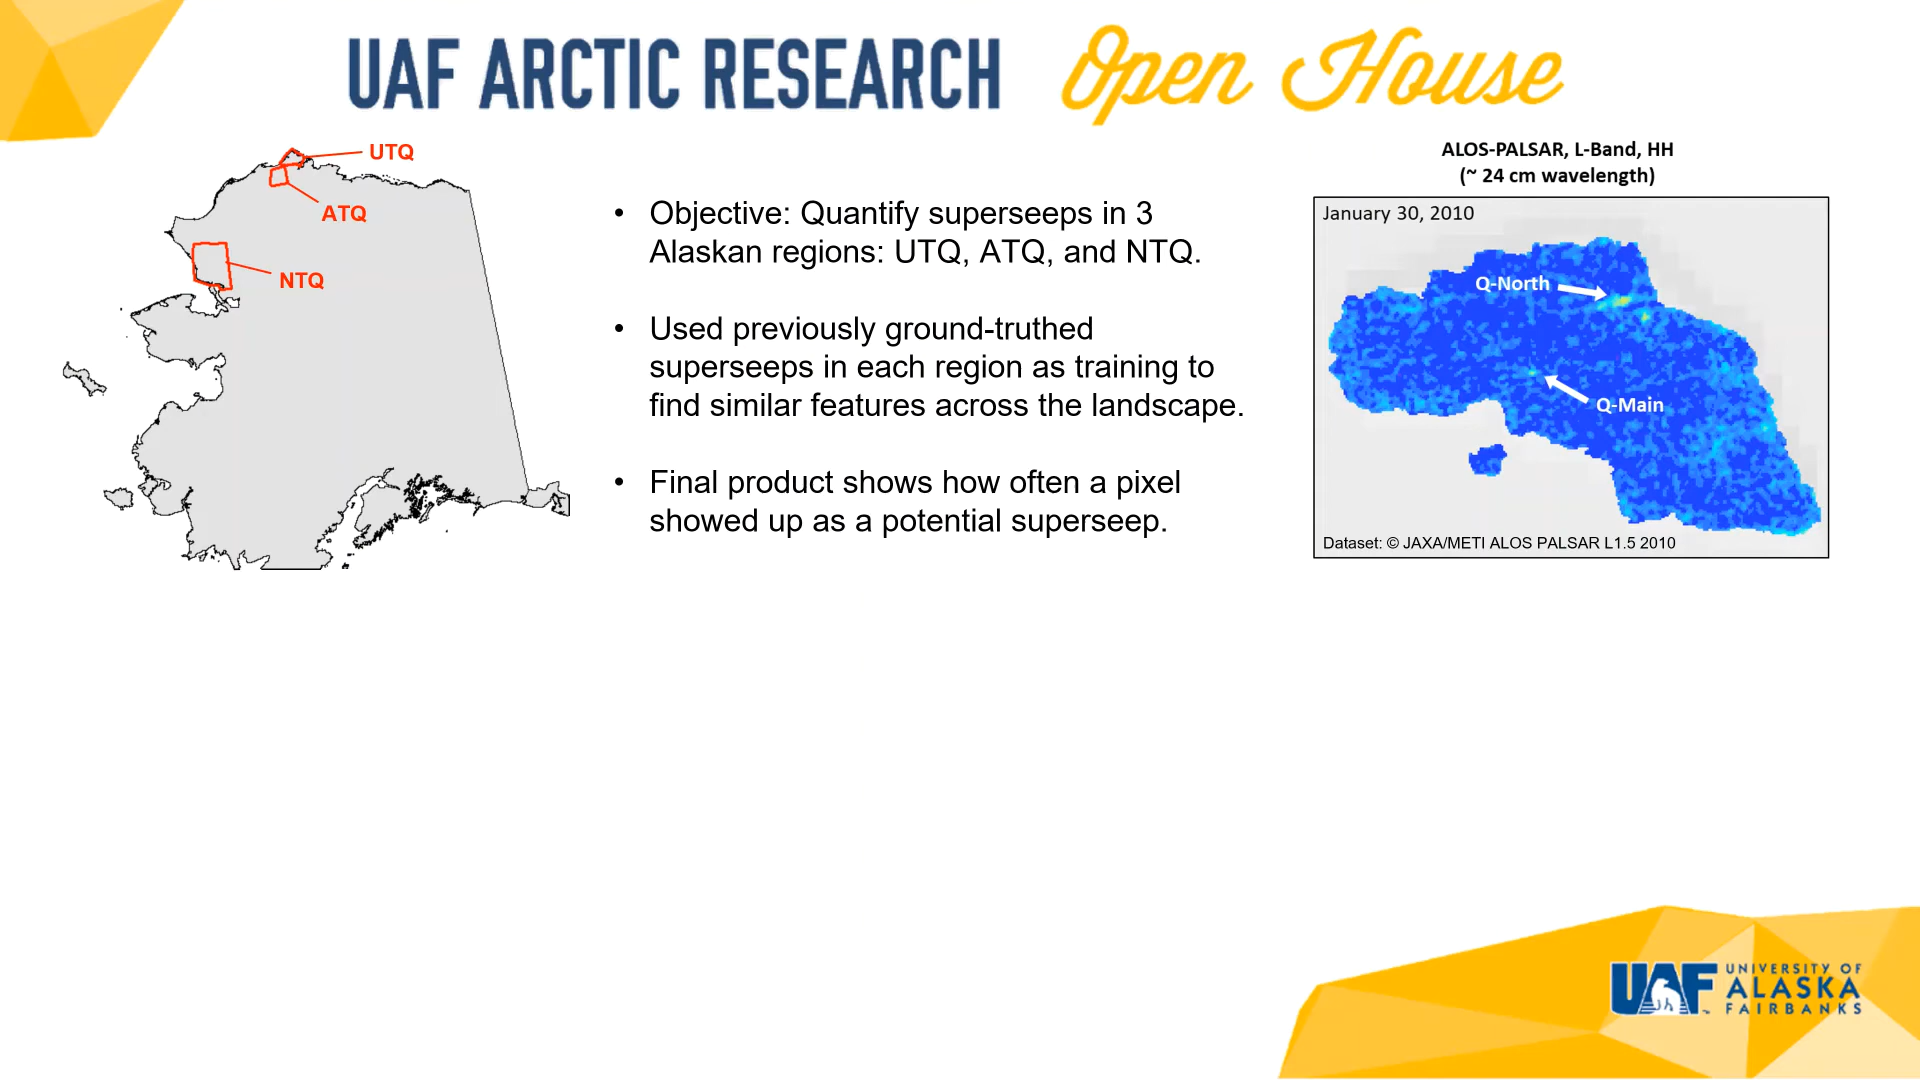 UAF ARCTIC RESEARCH Open House
UTQ
ATQ
NTQ
• Objective: Quantify superseeps in 3
Alaskan regions: UTQ, ATQ, and NTQ.
• Used previously ground-truthed
superseeps in each region as training to
find similar features across the landscape.
• Final product shows how often a pixel
showed up as a potential superseep.
ALOS-PALSAR, L-Band, HH
(~ 24 cm wavelength)
January 30, 2010
Q-North
Q-Main
Dataset: © JAXA/METI ALOS PALSAR L1.5 2010
UAF
UNIVERSITY OF
ALASKA
FAIRBANKS